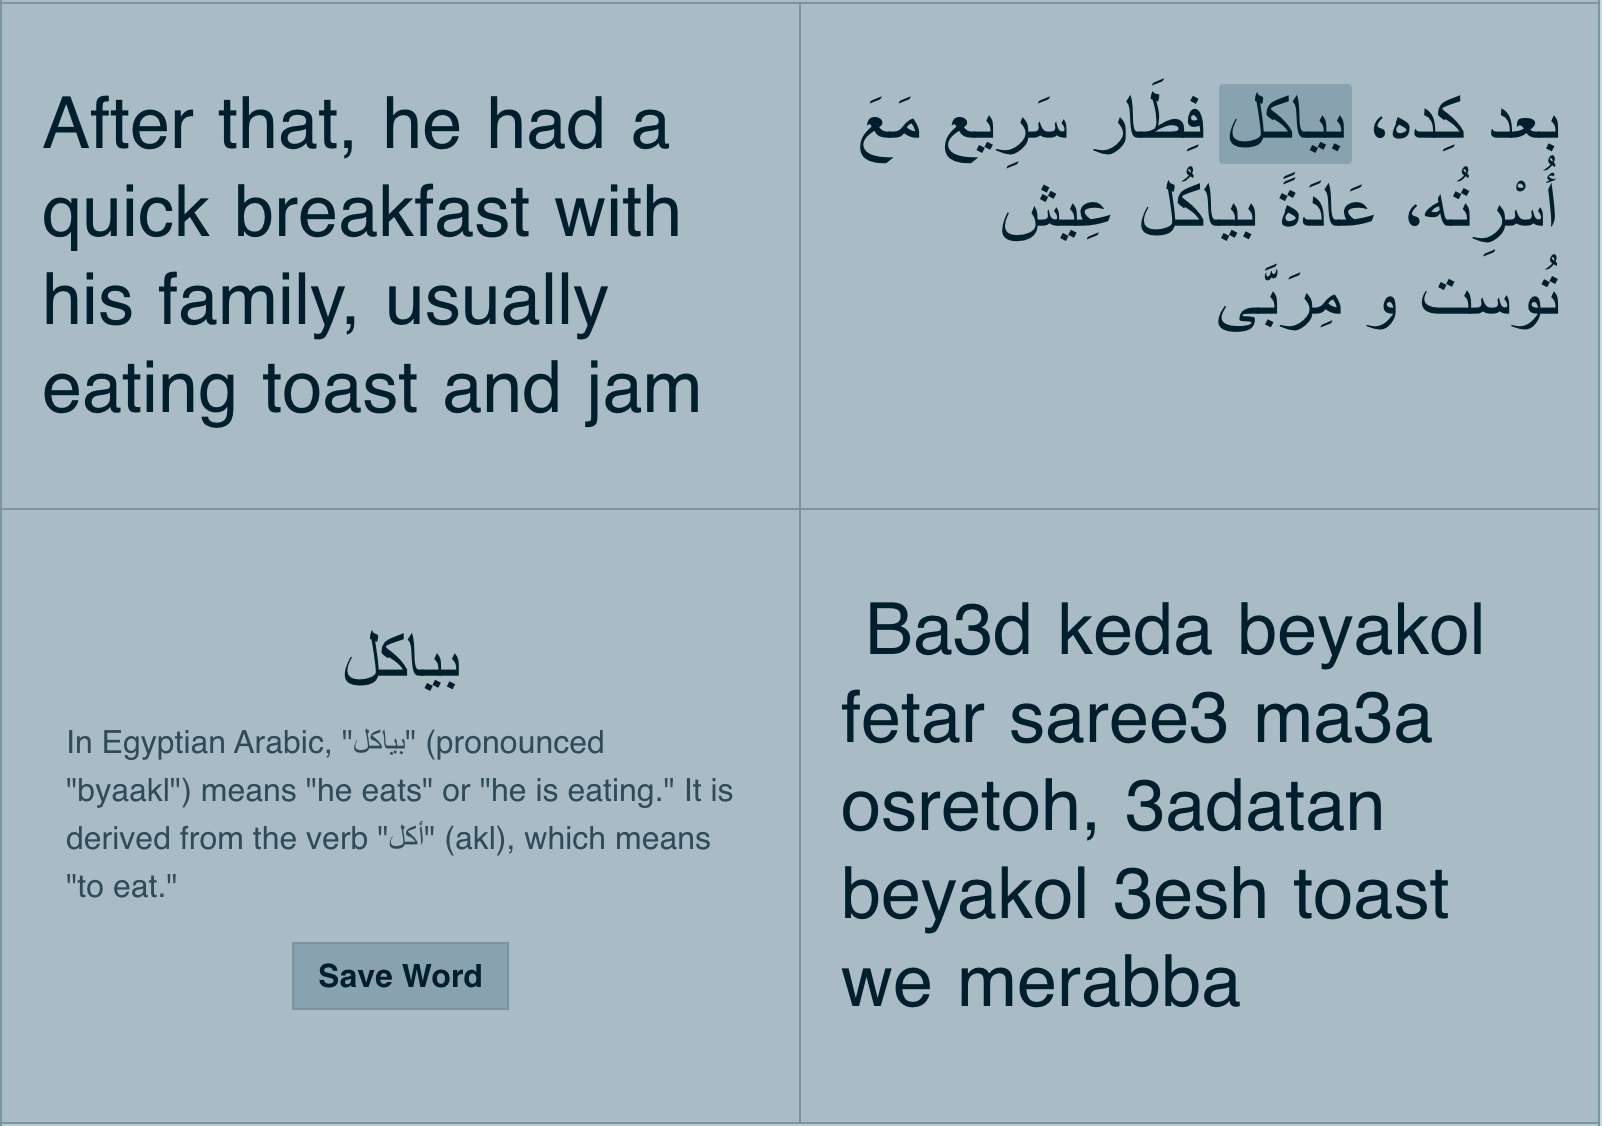 After that, he had a
quick breakfast with
his family, usually
eating toast and jam
بعد كِده، بياكل فِطَار سَرِيع مَعَ
أُسْرِتُه، عَادَةً بياكُل عِيش
تُوست و مِرَبَّى
بياكل
In Egyptian Arabic, "بياكل" (pronounced
"byaakl") means "he eats" or "he is eating." It is
derived from the verb "أكل" (akl), which means
"to eat."
Save Word
Ba3d keda beyakol
fetar saree3 ma3a
osretoh, 3adatan
beyakol 3esh toast
we merabba